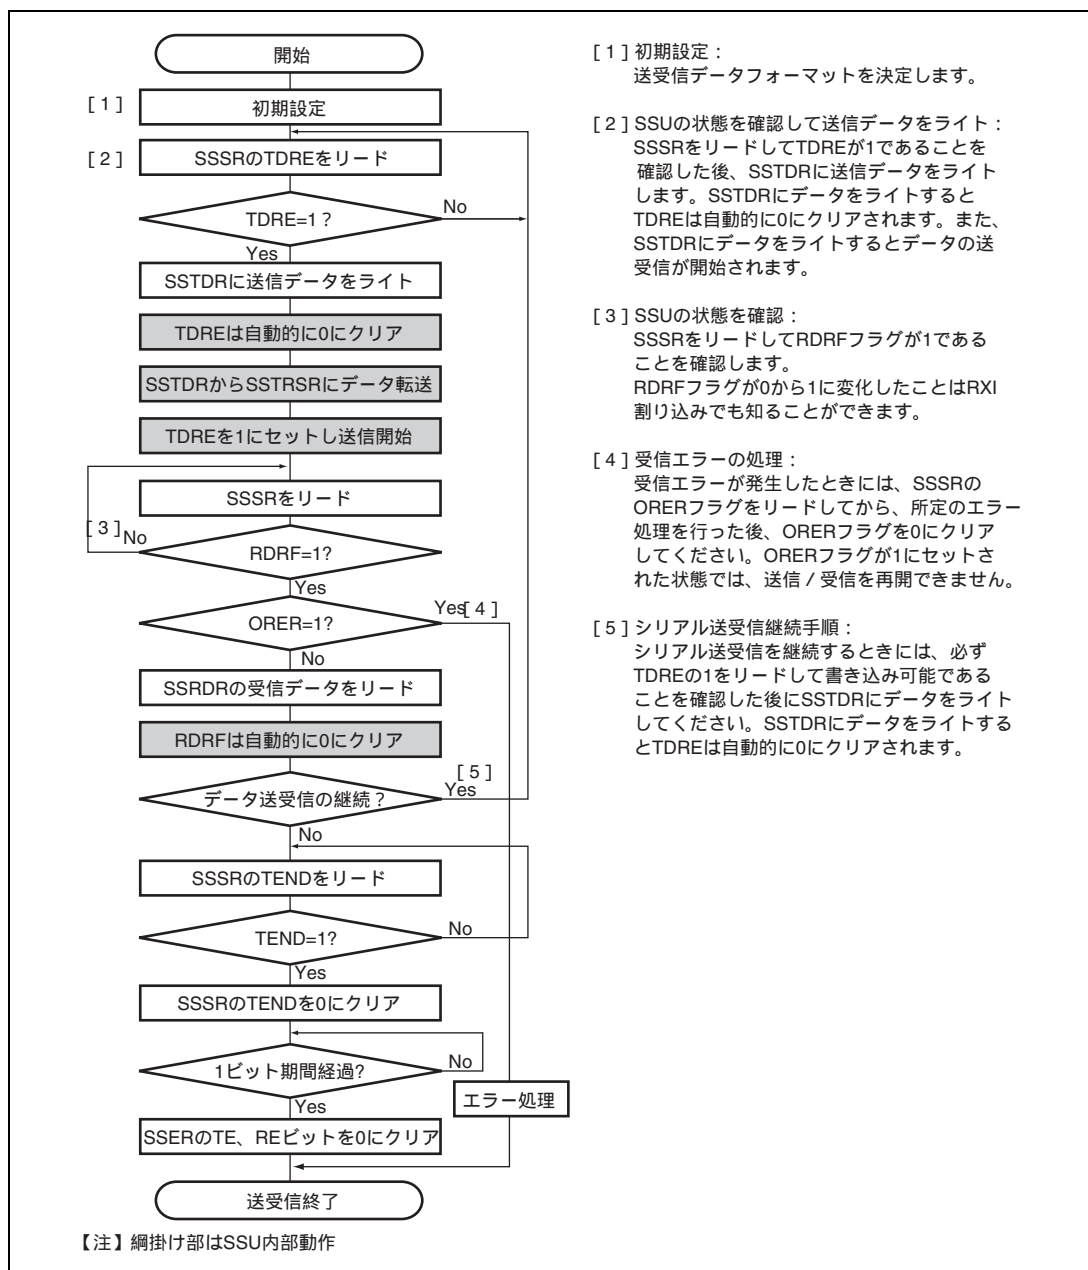 開始
[1]
初期設定
[2]
SSSRのTDREをリード
TDRE=1？
No
Yes
SSTDRに送信データをライト
TDREは自動的に0にクリア
SSTDRからSSTRSRにデータ転送
TDREを1にセットし送信開始
SSSRをリード
[3]
No
RDRF=1?
Yes
ORER=1?
Yes
[4]
No
SSRDRの受信データをリード
RDRFは自動的に0にクリア
[5]
データ送受信の継続？
Yes
No
SSSRのTENDをリード
TEND=1?
No
Yes
SSSRのTENDを0にクリア
1ビット期間経過?
No
Yes
エラー処理
SSERのTE、REビットを0にクリア
送受信終了
【注】網掛け部はSSU内部動作
[1] 初期設定：
送受信データフォーマットを決定します。
[2] SSUの状態を確認して送信データをライト：
SSSRをリードしてTDREが1であることを
確認した後、SSTDRに送信データをライト
します。SSTDRにデータをライトすると
TDREは自動的に0にクリアされます。また、
SSTDRにデータをライトするとデータの送
受信が開始されます。
[3] SSUの状態を確認：
SSSRをリードしてRDRFフラグが1である
ことを確認します。
RDRFフラグが0から1に変化したことはRXI
割り込みでも知ることができます。
[4] 受信エラーの処理：
受信エラーが発生したときには、SSSRの
ORERフラグをリードしてから、所定のエラー
処理を行った後、ORERフラグを0にクリア
してください。ORERフラグが1にセットさ
れた状態では、送信／受信を再開できません。
[5] シリアル送受信継続手順：
シリアル送受信を継続するときには、必ず
TDREの1をリードして書き込み可能である
ことを確認した後にSSTDRにデータをライト
してください。SSTDRにデータをライトする
とTDREは自動的に0にクリアされます。